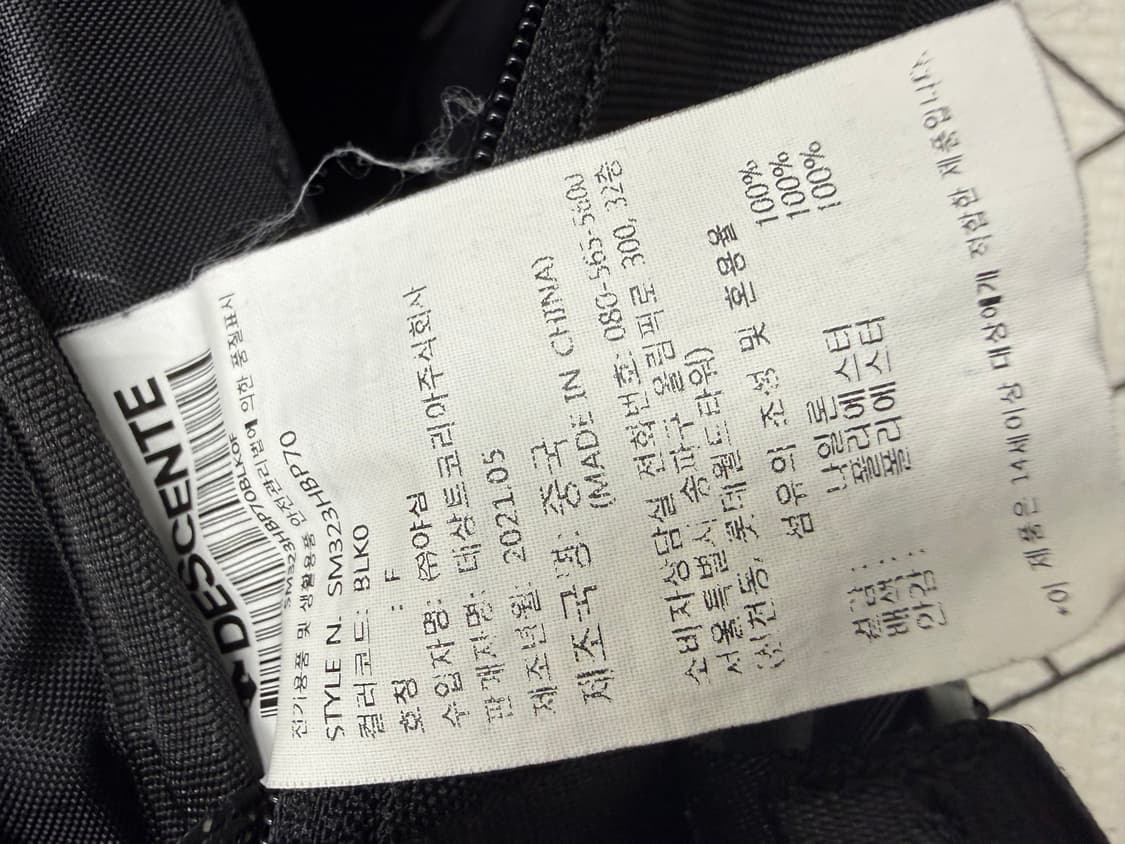 DESCENTE
SM323HBP70BLKOF
전기용품 및 생활용품 안전관리법에 의한 품질표시
STYLE N. SM323HBP70
컬러코드: BLKO
호칭 : F
수입자명: ㈜아심
판매자명: 데상트코리아주식회사
제조년월: 2021.05
제조국명: 중국
(MADE IN CHINA)
소비자상담실 전화번호: 080-565-5800
서울특별시 송파구 올림픽로 300, 32층
(신천동, 롯데월드타워)
섬유의 조성 및 혼용율
겉감: 나일론 100%
배색: 폴리에스터 100%
안감: 폴리에스터 100%
*이 제품은 14세이상 대상에게 적합한 제품입니다.